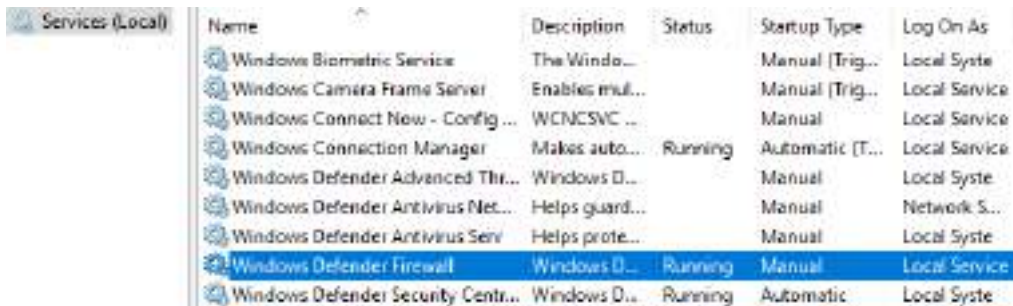 Services (Local)
Name Description Status Startup Type Log On As
Windows Biometric Service The Windo... Manual (Trig... Local Syste
Windows Camera Frame Server Enables mul... Manual (Trig... Local Service
Windows Connect Now - Config ... WCNCSVC ... Manual Local Service
Windows Connection Manager Makes auto... Running Automatic (T... Local Service
Windows Defender Advanced Thr... Windows D... Manual Local Syste
Windows Defender Antivirus Net... Helps guard... Manual Network S...
Windows Defender Antivirus Serv Helps prote... Manual Local Syste
Windows Defender Firewall Windows D... Running Manual Local Service
Windows Defender Security Centr... Windows D... Running Automatic Local Syste